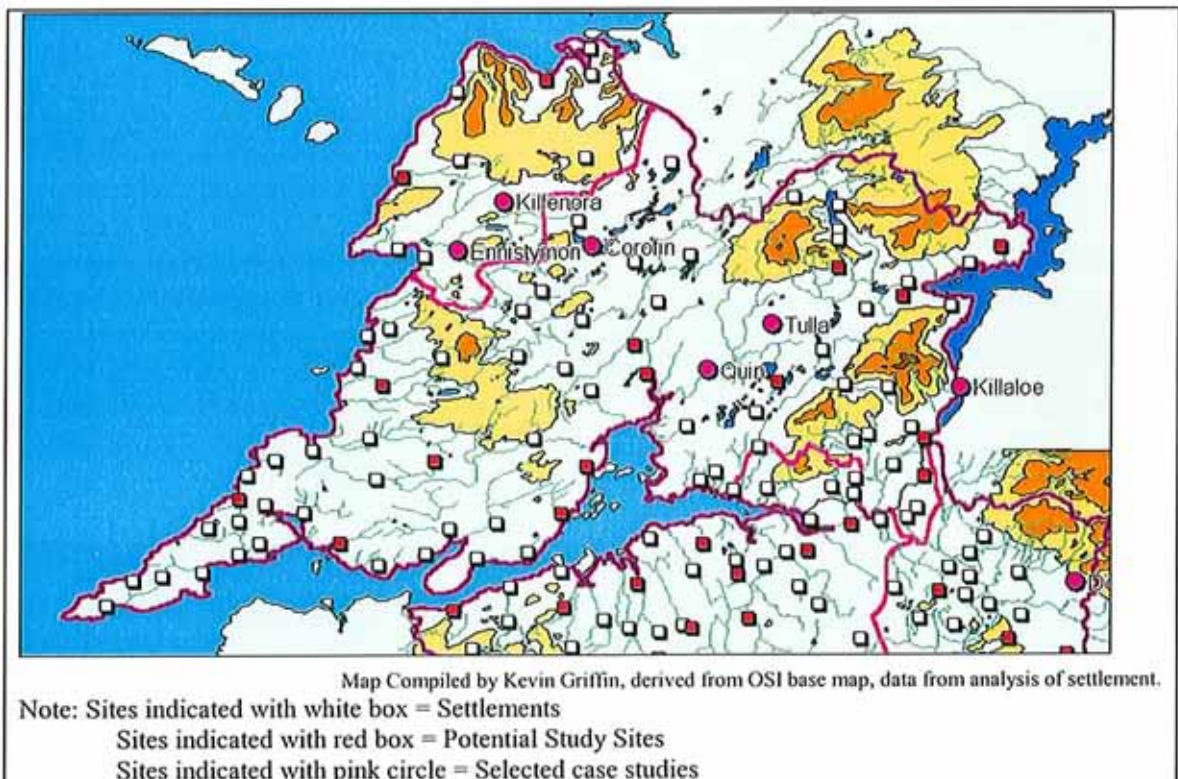 Killenora
Ennistymon
Corofin
Tulla
Quin
Killaloe
Map Compiled by Kevin Griffin, derived from OSI base map, data from analysis of settlement.
Note: Sites indicated with white box = Settlements
Sites indicated with red box = Potential Study Sites
Sites indicated with pink circle = Selected case studies